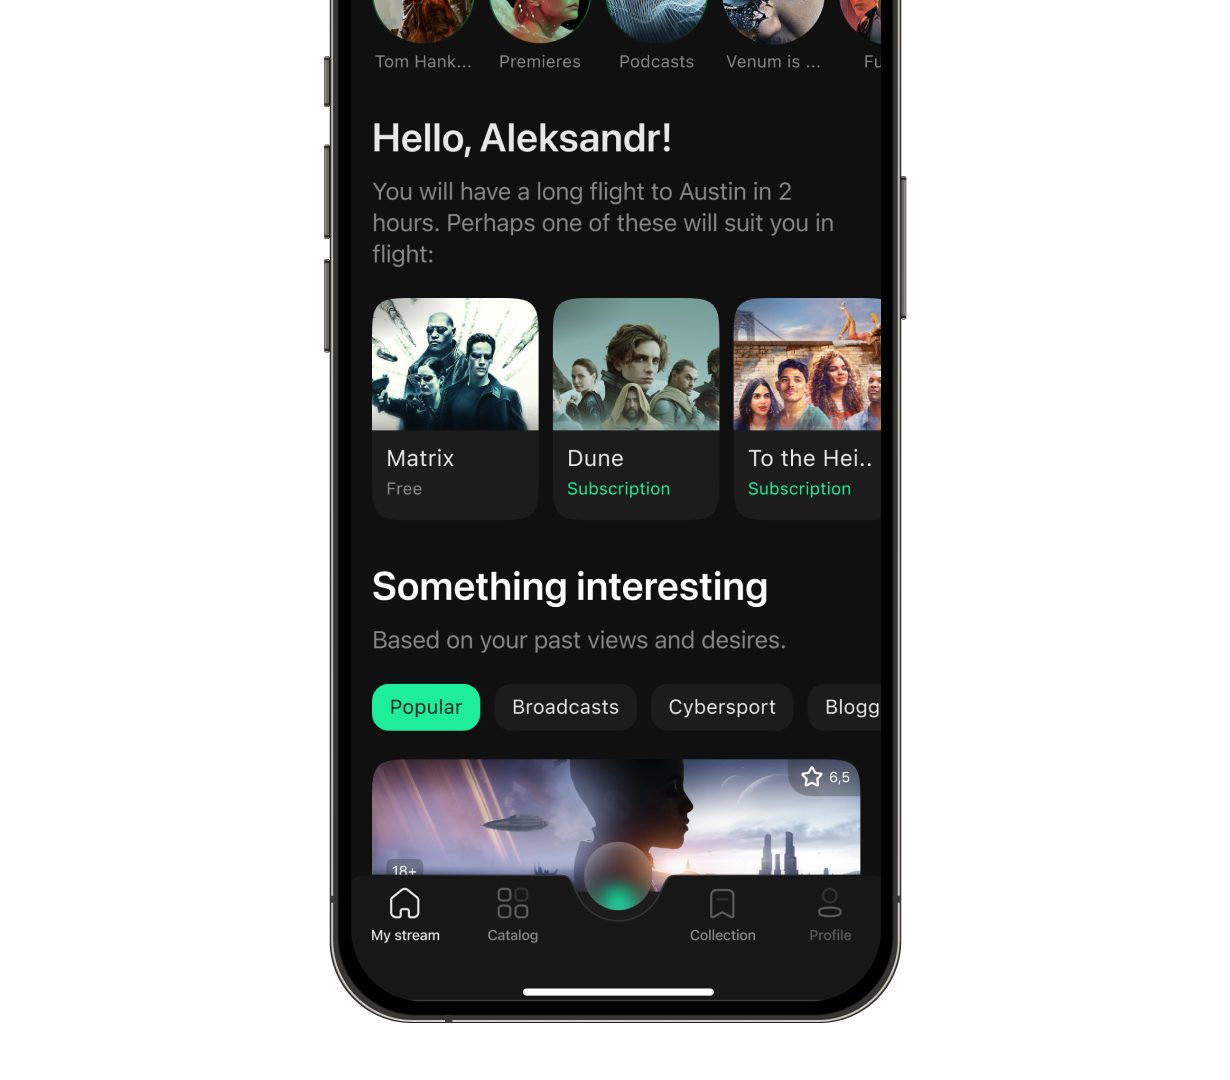 Tom Hank...
Premieres
Podcasts
Venum is ...
Fu
Hello, Aleksandr!
You will have a long flight to Austin in 2
hours. Perhaps one of these will suit you in
flight:
Matrix
Free
Dune
Subscription
To the Hei..
Subscription
Something interesting
Based on your past views and desires.
Popular
Broadcasts
Cybersport
Blogg
6,5
18+
My stream
Catalog
Collection
Profile